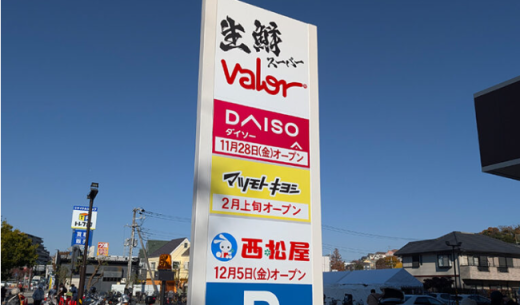 生鮮
スーパー
Valor
DAISO
ダイソー
11月28日(金)オープン
マツモトキヨシ
2月上旬オープン
西松屋
12月5日(金)オープン
P